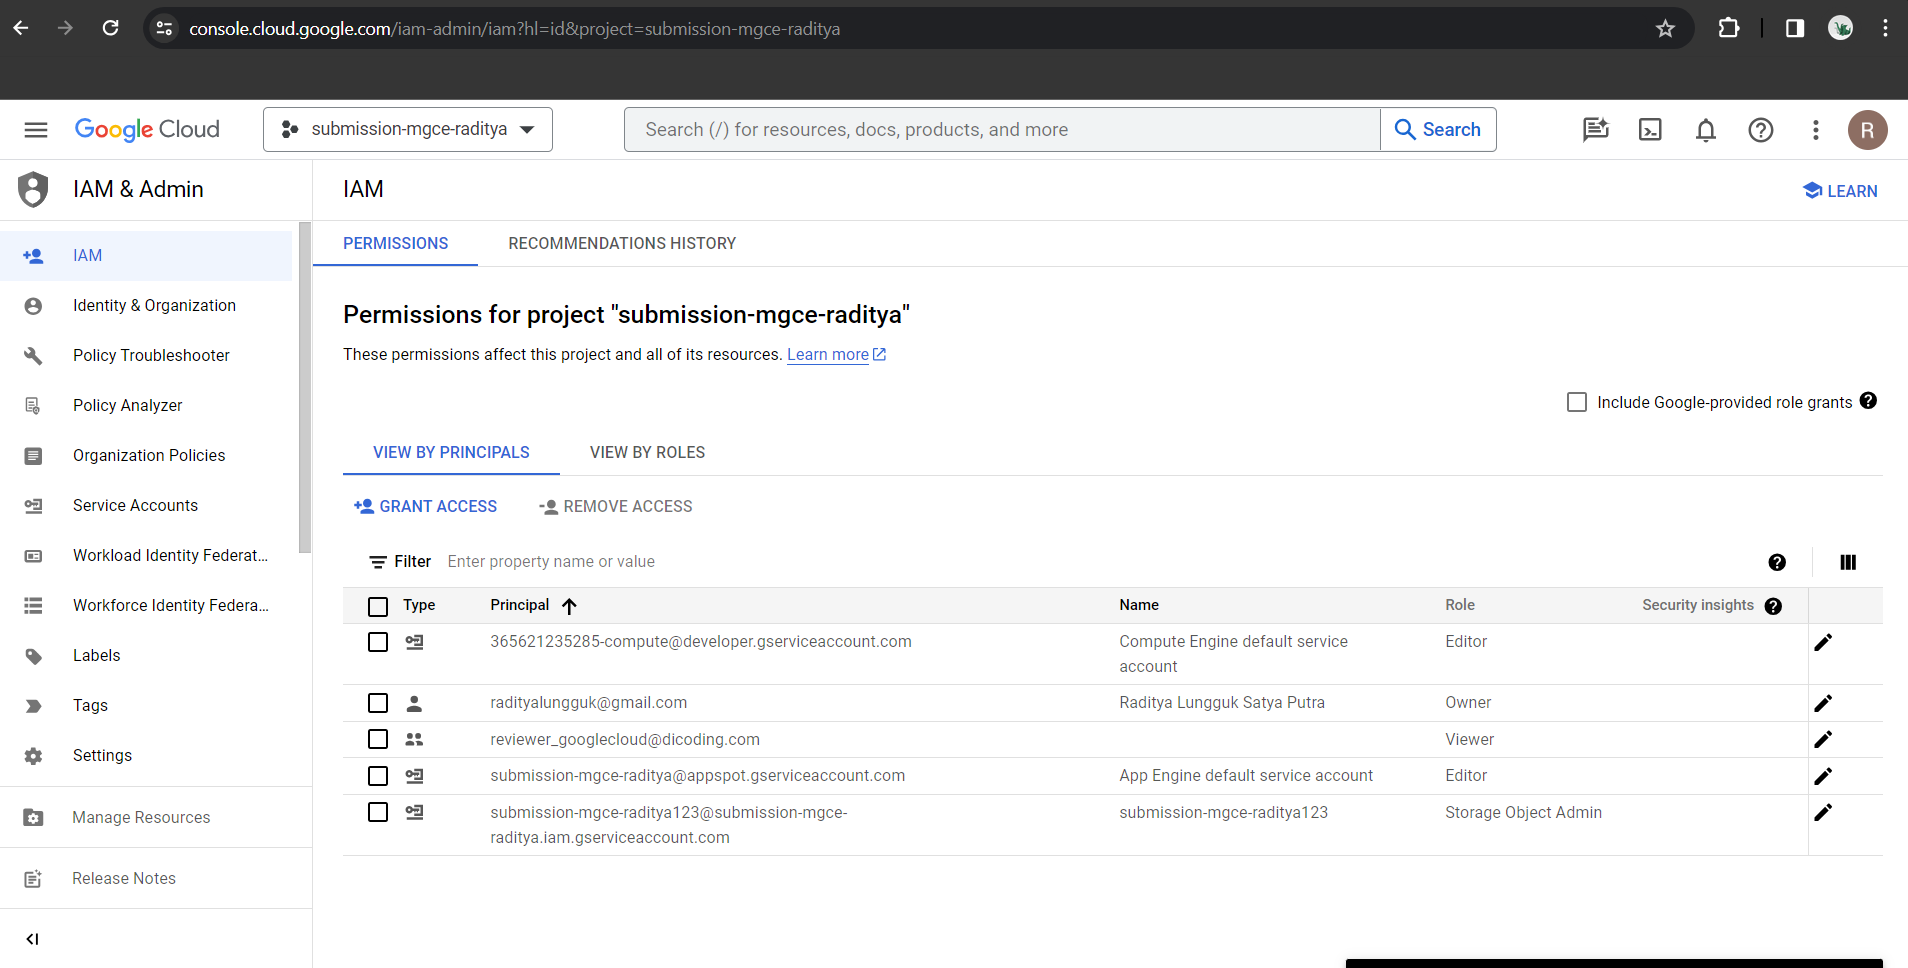 console.cloud.google.com/iam-admin/iam?hl=id&project=submission-mgce-raditya
Google Cloud
submission-mgce-raditya
Search (/) for resources, docs, products, and more
Search
R
IAM & Admin
IAM
LEARN
IAM
Identity & Organization
Policy Troubleshooter
Policy Analyzer
Organization Policies
Service Accounts
Workload Identity Federat...
Workforce Identity Federa...
Labels
Tags
Settings
Manage Resources
Release Notes
PERMISSIONS RECOMMENDATIONS HISTORY
Permissions for project "submission-mgce-raditya"
These permissions affect this project and all of its resources. Learn more
Include Google-provided role grants
VIEW BY PRINCIPALS VIEW BY ROLES
GRANT ACCESS REMOVE ACCESS
Filter Enter property name or value
Type Principal Name Role Security insights
365621235285-compute@developer.gserviceaccount.com Compute Engine default service Editor
account
radityalungguk@gmail.com Raditya Lungguk Satya Putra Owner
reviewer_googlecloud@dicoding.com Viewer
submission-mgce-raditya@appspot.gserviceaccount.com App Engine default service account Editor
submission-mgce-raditya123@submission-mgce- submission-mgce-raditya123 Storage Object Admin
raditya.iam.gserviceaccount.com